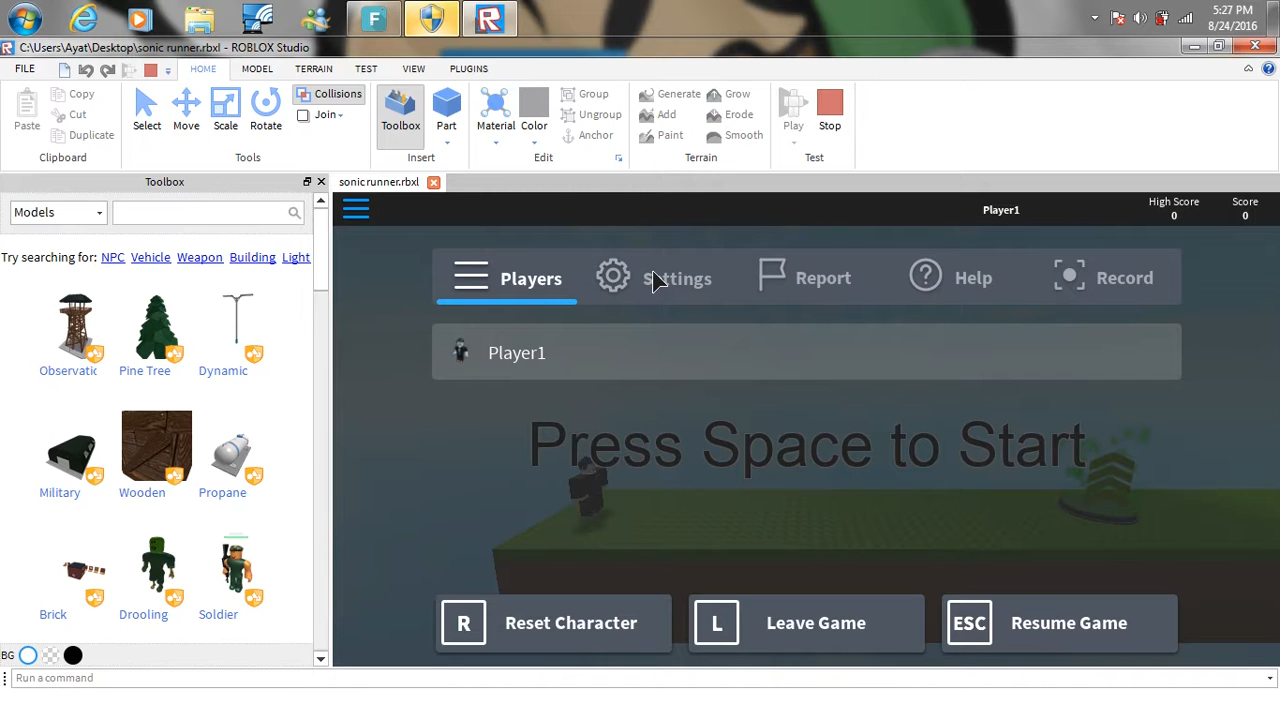 5:27 PM
8/24/2016
C:\Users\Ayat\Desktop\sonic runner.rbxl - ROBLOX Studio
FILE HOME MODEL TERRAIN TEST VIEW PLUGINS
Paste Copy Cut Duplicate
Clipboard
Select Move Scale Rotate Collisions Join
Tools
Toolbox Part
Insert
Material Color Group Ungroup Anchor
Edit
Generate Add Paint Grow Erode Smooth
Terrain
Play Stop
Test
Toolbox
sonic runner.rbxl
Models
Try searching for: NPC Vehicle Weapon Building Light
Observatic Pine Tree Dynamic
Military Wooden Propane
Brick Drooling Soldier
BG
Player1
High Score
0
Score
0
Players Settings Report Help Record
Player1
Press Space to Start
R Reset Character
L Leave Game
ESC Resume Game
Run a command